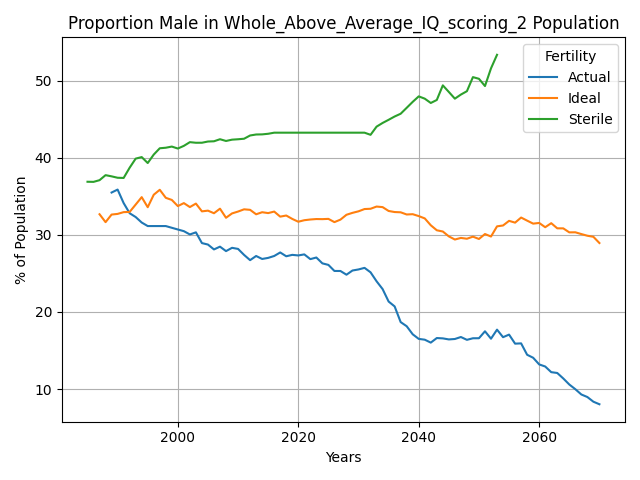 Proportion Male in Whole_Above_Average_IQ_scoring_2 Population
Fertility
Actual
Ideal
Sterile
% of Population
50
40
30
20
10
2000
2020
2040
2060
Years